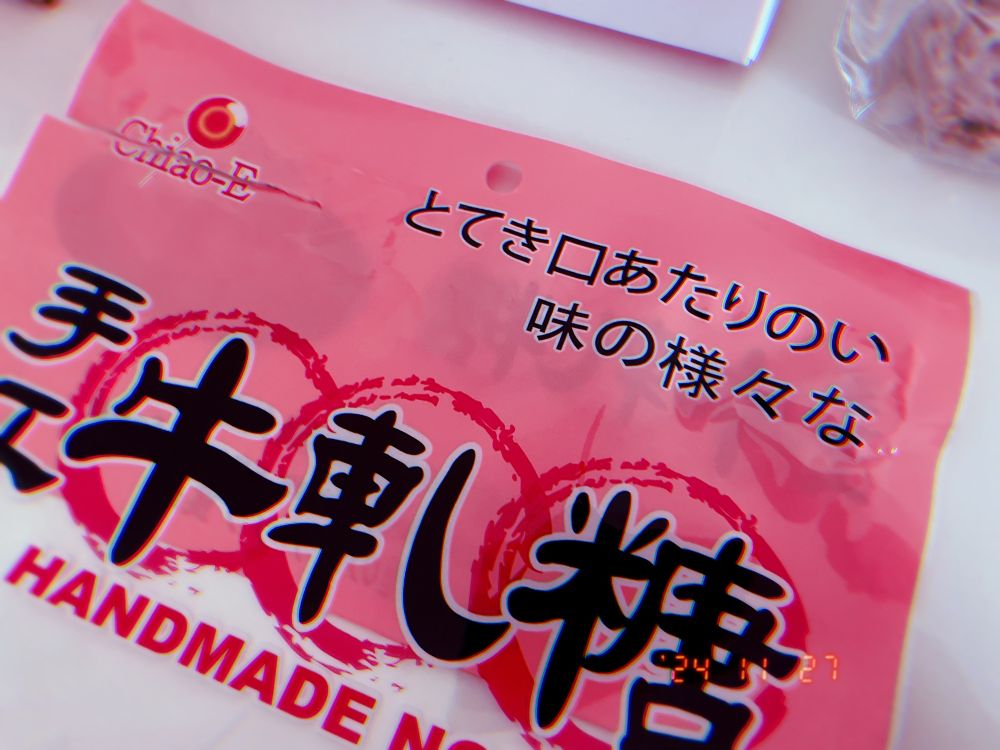 Chiao-E
とてき口あたりのい
味の様々な
手工
牛軋糖
HANDMADE
'24 11 27